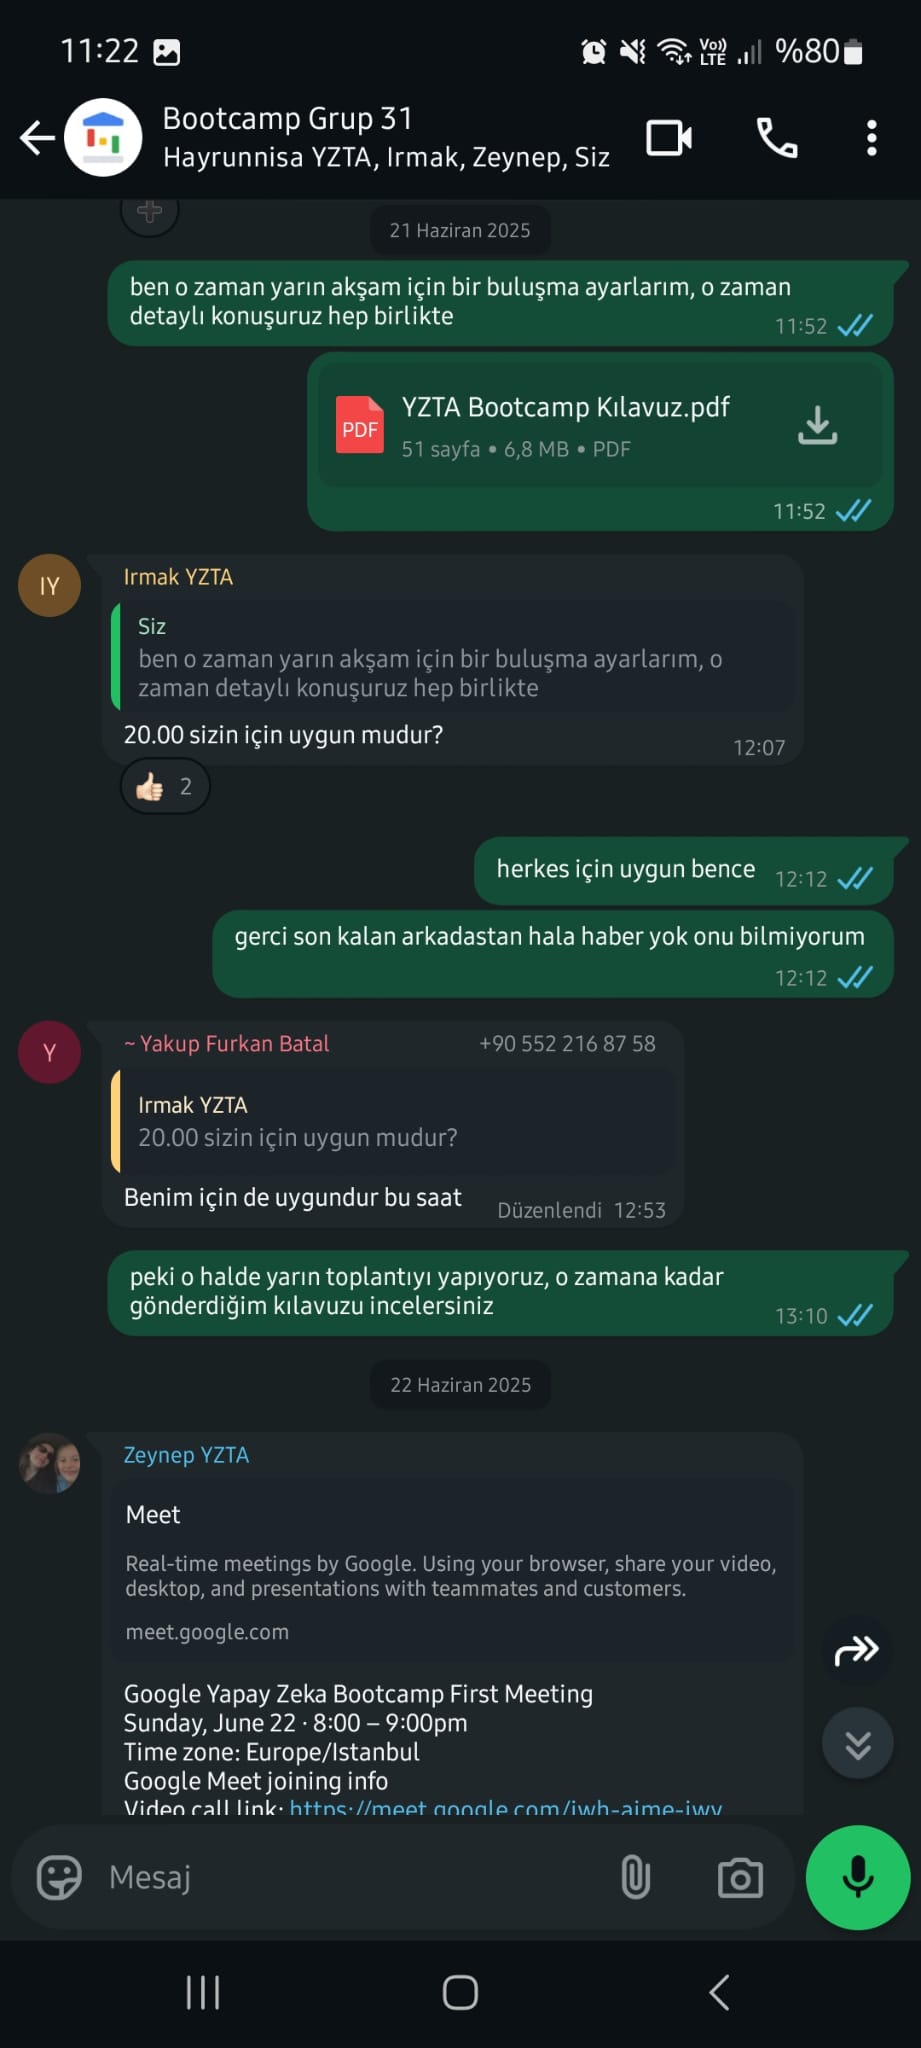 11:22
Vo))
LTE
%80
Bootcamp Grup 31
Hayrunnisa YZTA, Irmak, Zeynep, Siz
21 Haziran 2025
ben o zaman yarın akşam için bir buluşma ayarlarım, o zaman
detaylı konuşuruz hep birlikte
11:52
PDF
YZTA Bootcamp Kılavuz.pdf
51 sayfa • 6,8 MB • PDF
11:52
IY
Irmak YZTA
Siz
ben o zaman yarın akşam için bir buluşma ayarlarım, o
zaman detaylı konuşuruz hep birlikte
20.00 sizin için uygun mudur?
12:07
2
herkes için uygun bence
12:12
gerci son kalan arkadastan hala haber yok onu bilmiyorum
12:12
Y
~ Yakup Furkan Batal +90 552 216 87 58
Irmak YZTA
20.00 sizin için uygun mudur?
Benim için de uygundur bu saat
Düzenlendi 12:53
peki o halde yarın toplantıyı yapıyoruz, o zamana kadar
gönderdiğim kılavuzu incelersiniz
13:10
22 Haziran 2025
Zeynep YZTA
Meet
Real-time meetings by Google. Using your browser, share your video,
desktop, and presentations with teammates and customers.
meet.google.com
Google Yapay Zeka Bootcamp First Meeting
Sunday, June 22 · 8:00 – 9:00pm
Time zone: Europe/Istanbul
Google Meet joining info
Video call link: https://meet.google.com/
Mesaj